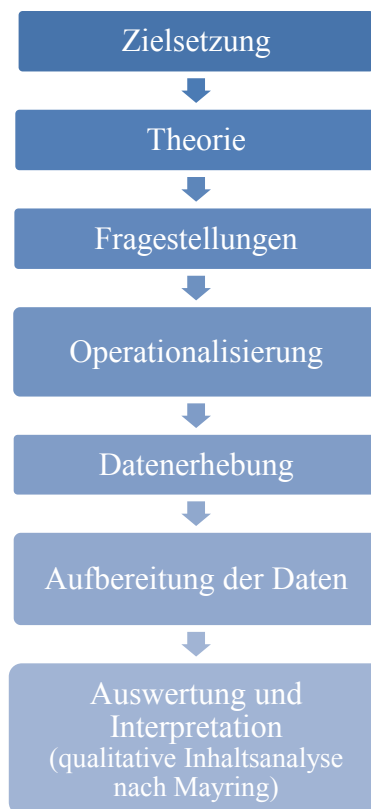 Zielsetzung
Theorie
Fragestellungen
Operationalisierung
Datenerhebung
Aufbereitung der Daten
Auswertung und
Interpretation
(qualitative Inhaltsanalyse
nach Mayring)